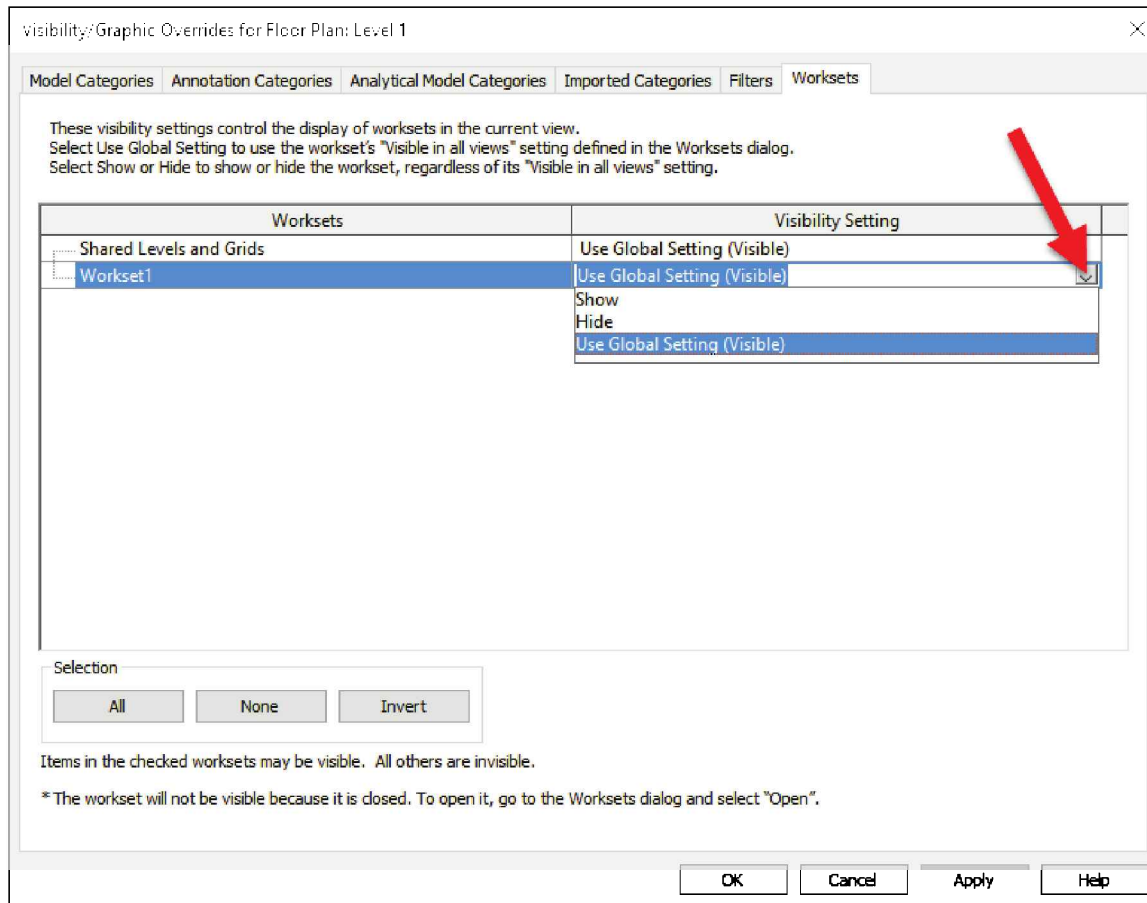 Visibility/Graphic Overrides for Floor Plan: Level 1
Model Categories Annotation Categories Analytical Model Categories Imported Categories Filters Worksets
These visibility settings control the display of worksets in the current view.
Select Use Global Setting to use the workset's "Visible in all views" setting defined in the Worksets dialog.
Select Show or Hide to show or hide the workset, regardless of its "Visible in all views" setting.
Worksets Visibility Setting
Shared Levels and Grids Use Global Setting (Visible)
Workset1 Use Global Setting (Visible)
Show
Hide
Use Global Setting (Visible)
Selection
All None Invert
Items in the checked worksets may be visible. All others are invisible.
* The workset will not be visible because it is closed. To open it, go to the Worksets dialog and select "Open".
OK Cancel Apply Help